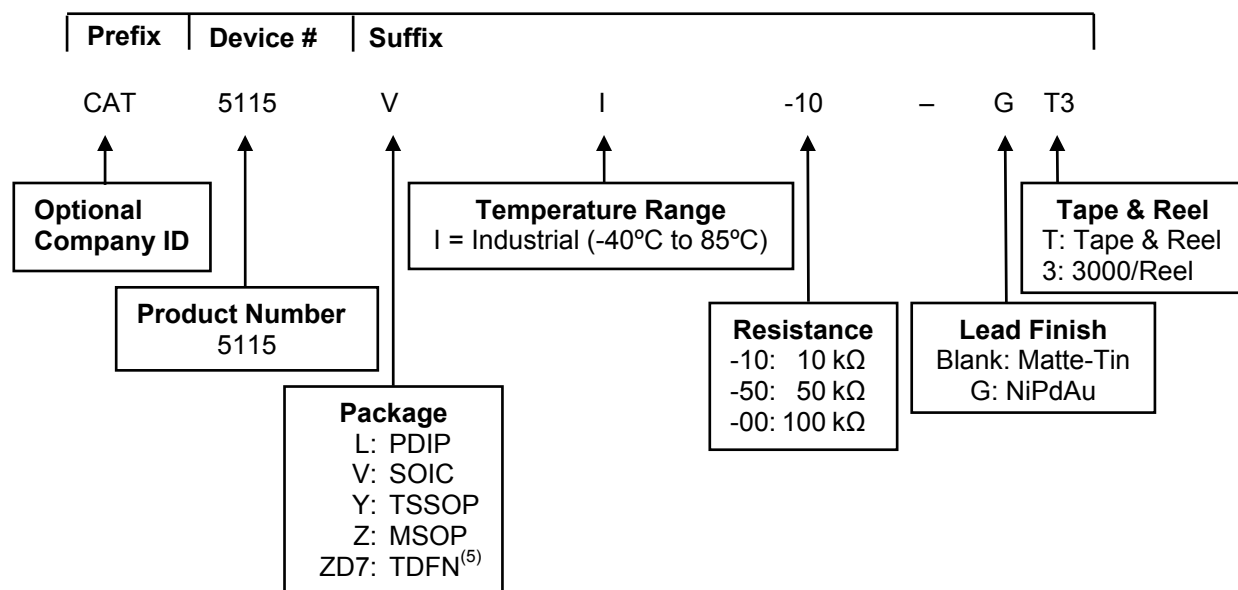 Prefix Device # Suffix
CAT 5115 V I -10 – G T3
Optional
Company ID
Product Number
5115
Package
L: PDIP
V: SOIC
Y: TSSOP
Z: MSOP
ZD7: TDFN(5)
Temperature Range
I = Industrial (-40ºC to 85ºC)
Resistance
-10: 10 kΩ
-50: 50 kΩ
-00: 100 kΩ
Lead Finish
Blank: Matte-Tin
G: NiPdAu
Tape & Reel
T: Tape & Reel
3: 3000/Reel